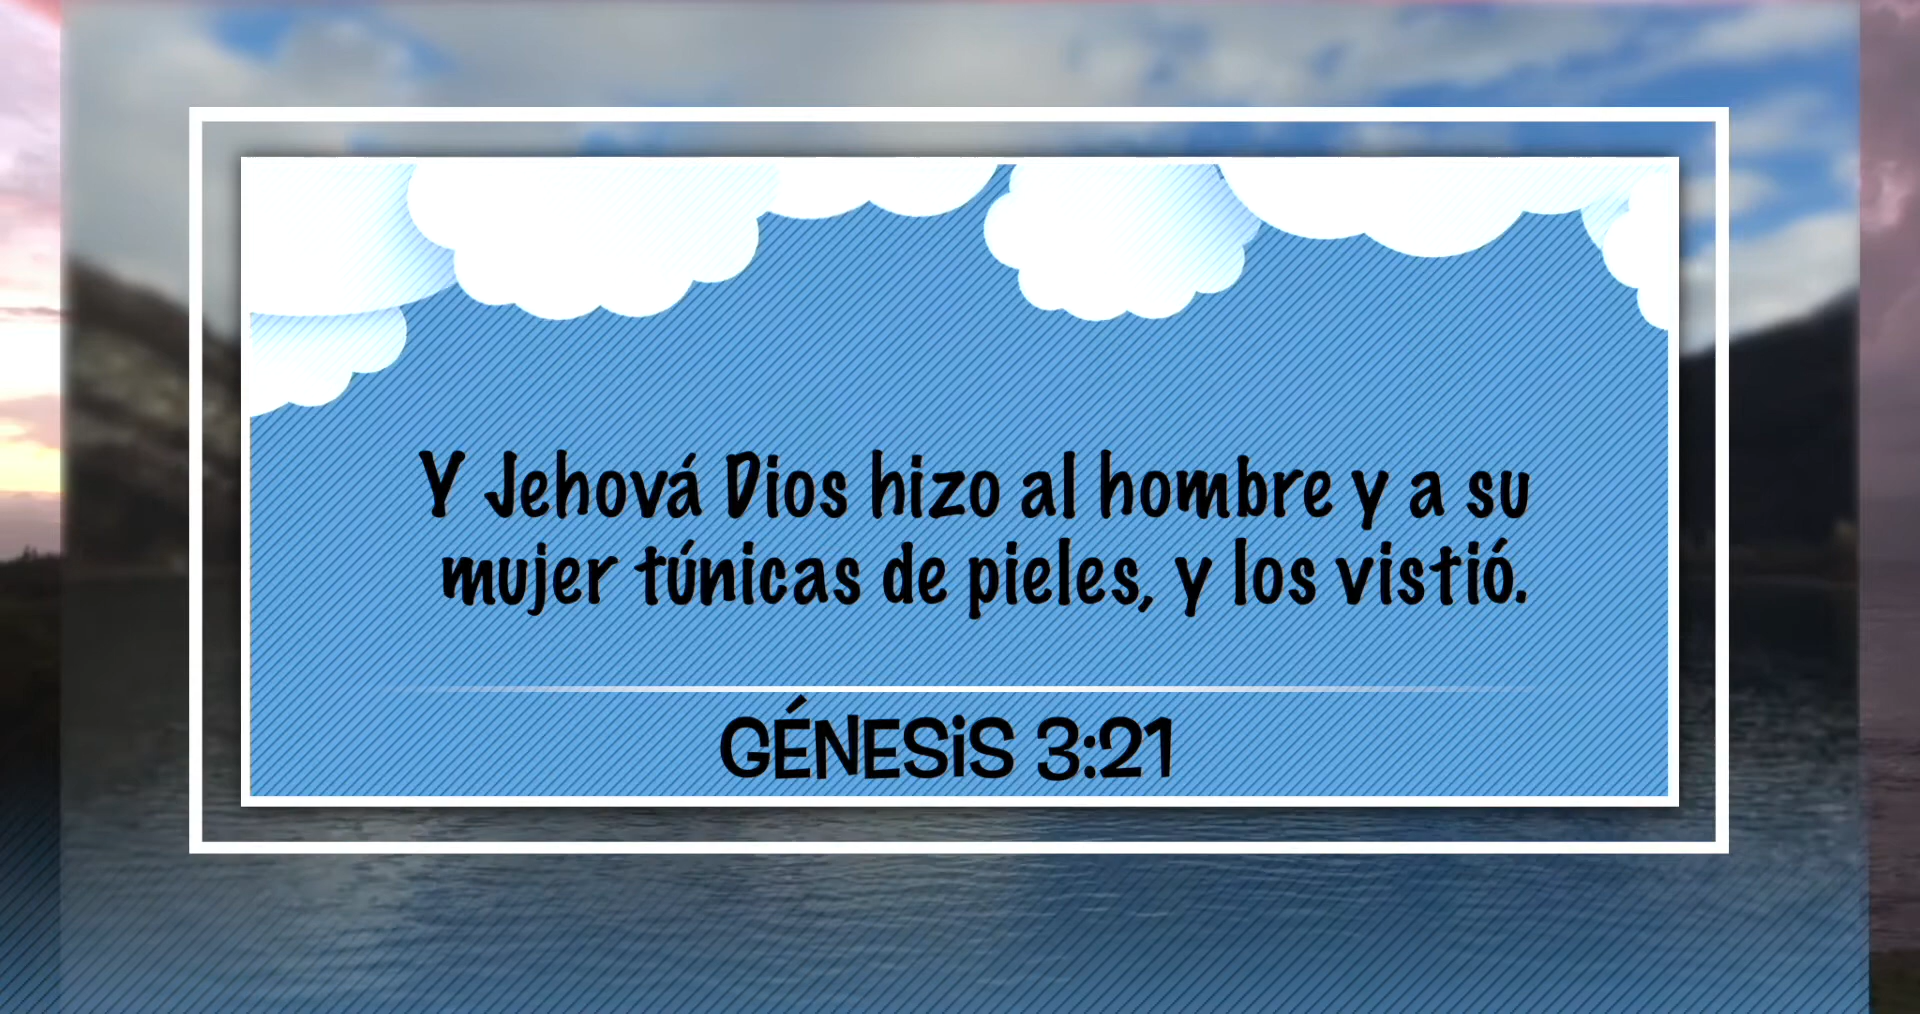 Y Jehová Dios hizo al hombre y a su
mujer túnicas de pieles, y los vistió.
GÉNESiS 3:21